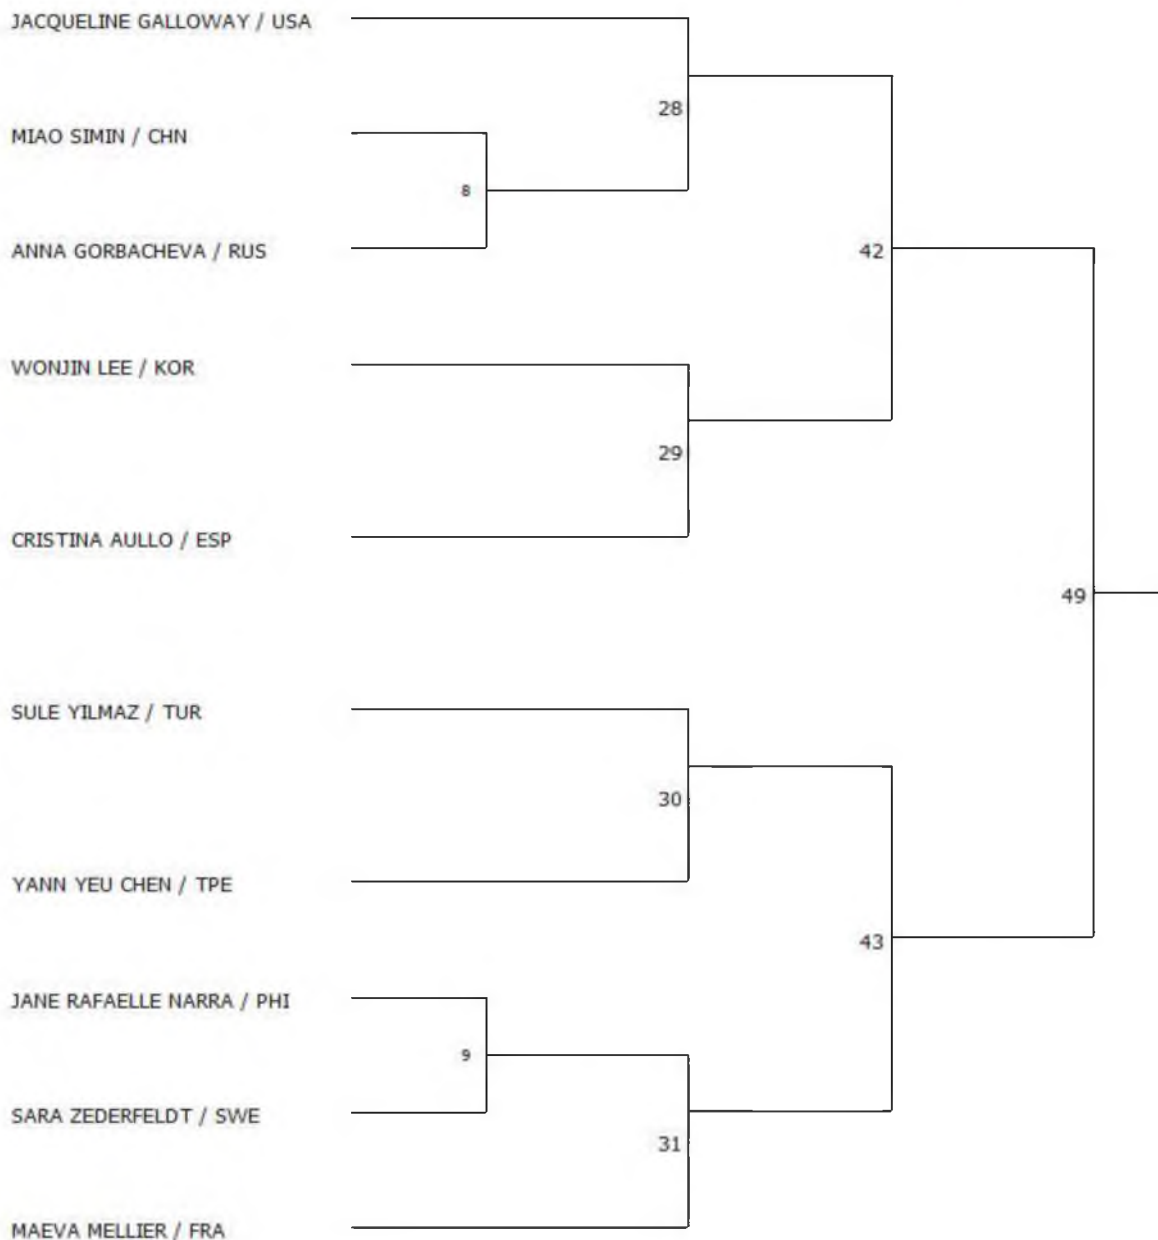 JACQUELINE GALLOWAY / USA
28
MIAO SIMIN / CHN
8
ANNA GORBACHEVA / RUS
42
WONJIN LEE / KOR
29
CRISTINA AULLO / ESP
49
SULE YILMAZ / TUR
30
YANN YEU CHEN / TPE
43
JANE RAFAELLE NARRA / PHI
9
SARA ZEDERFELDT / SWE
31
MAEVA MELLIER / FRA